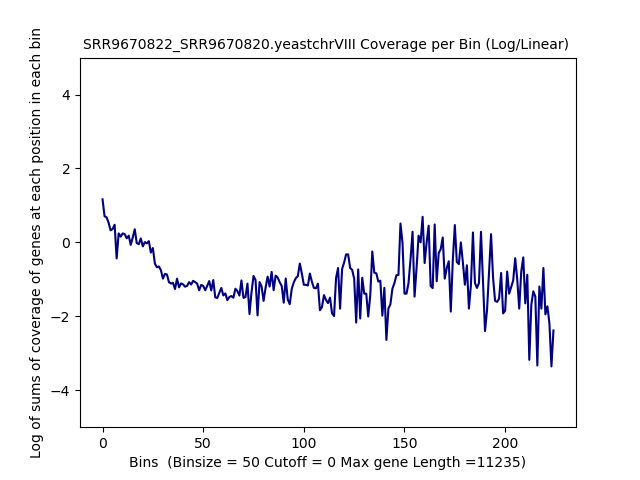 SRR9670822_SRR9670820.yeastchrVIII Coverage per Bin (Log/Linear)
Log of sums of coverage of genes at each position in each bin
4
2
0
−2
−4
0 50 100 150 200
Bins  (Binsize = 50 Cutoff = 0 Max gene Length =11235)